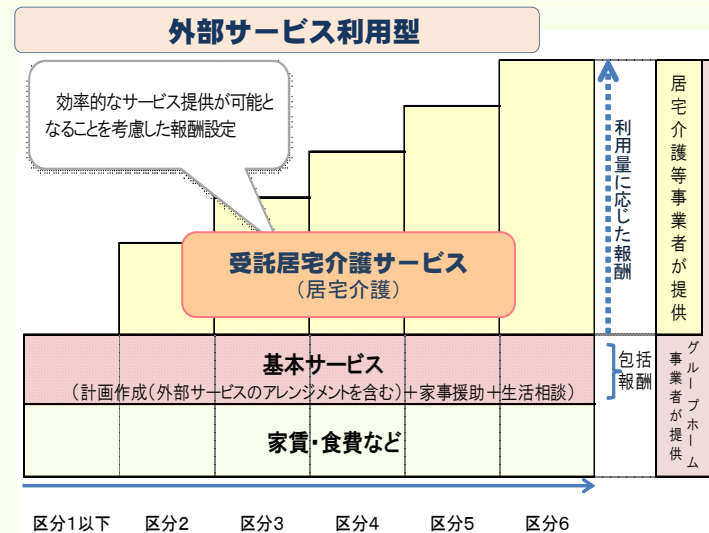 外部サービス利用型
効率的なサービス提供が可能と
なることを考慮した報酬設定
受託居宅介護サービス
（居宅介護）
基本サービス
（計画作成（外部サービスのアレンジメントを含む）＋家事援助＋生活相談）
家賃・食費など
利用量に応じた報酬
包括
報酬
居宅介護等事業者が提供
グループホーム
事業者が提供
区分1以下
区分2
区分3
区分4
区分5
区分6